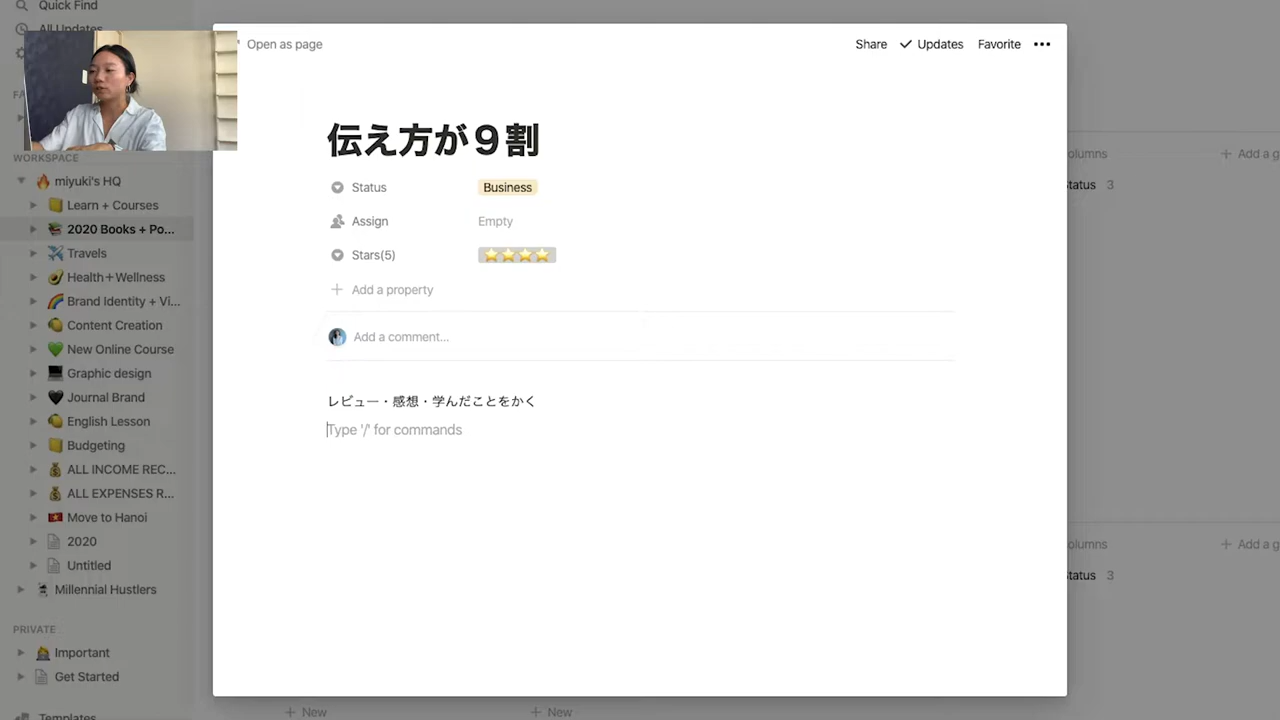 Quick Find
All Updates
Open as page
Share
Updates
Favorite
•••
WORKSPACE
miyuki's HQ
Learn + Courses
2020 Books + Po...
Travels
Health+Wellness
Brand Identity + Vi...
Content Creation
New Online Course
Graphic design
Journal Brand
English Lesson
Budgeting
ALL INCOME REC...
ALL EXPENSES R...
Move to Hanoi
2020
Untitled
Millennial Hustlers
PRIVATE
Important
Get Started
Templates
伝え方が９割
Status Business
Assign Empty
Stars(5) ⭐⭐⭐⭐
+ Add a property
Add a comment...
レビュー・感想・学んだことをかく
Type '/' for commands
olumns + Add a g
Status 3
olumns + Add a g
Status 3
+ New + New